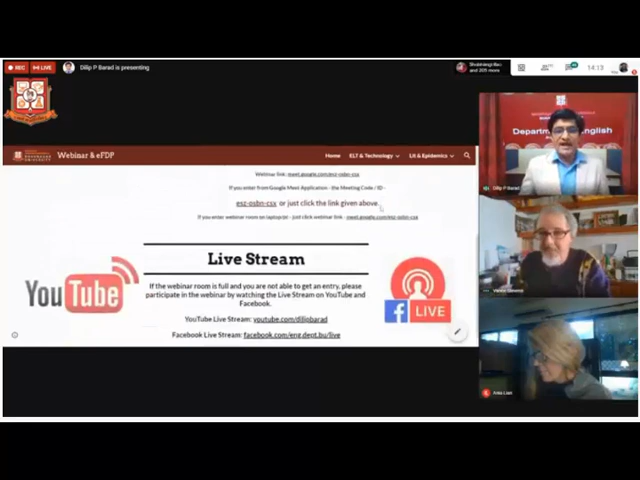 REC LIVE Dilip P Barad is presenting
and 205 more
14:13
Webinar & eFDP
Home ELT & Technology Lit & Epidemics
Webinar link: meet.google.com/esz-osbn-csx
If you enter from Google Meet Application - the Meeting Code / ID -
esz-osbn-csx or just click the link given above.
If you enter webinar room on laptop/pc - just click webinar link - meet.google.com/esz-osbn-csx
Live Stream
YouTube
If the webinar room is full and you are not able to get an entry, please
participate in the webinar by watching the Live Stream on YouTube and
Facebook.
LIVE
YouTube Live Stream: youtube.com/dilipbarad
Facebook Live Stream: facebook.com/eng.dept.bu/live
English
Dilip P Barad